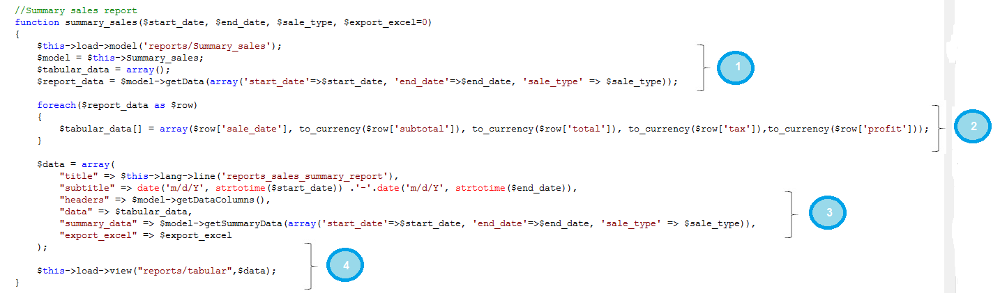 //Summary sales report
function summary_sales($start_date, $end_date, $sale_type, $export_excel=0)
{
$this->load->model('reports/Summary_sales');
$model = $this->Summary_sales;
$tabular_data = array();
$report_data = $model->getData(array('start_date'=>$start_date, 'end_date'=>$end_date, 'sale_type' => $sale_type));
1
foreach($report_data as $row)
{
$tabular_data[] = array($row['sale_date'], to_currency($row['subtotal']), to_currency($row['total']), to_currency($row['tax']),to_currency($row['profit']));
}
2
$data = array(
"title" => $this->lang->line('reports_sales_summary_report'),
"subtitle" => date('m/d/Y', strtotime($start_date)) .'-'.date('m/d/Y', strtotime($end_date)),
"headers" => $model->getDataColumns(),
"data" => $tabular_data,
"summary_data" => $model->getSummaryData(array('start_date'=>$start_date, 'end_date'=>$end_date, 'sale_type' => $sale_type)),
"export_excel" => $export_excel
3
);
$this->load->view("reports/tabular",$data);
4
}